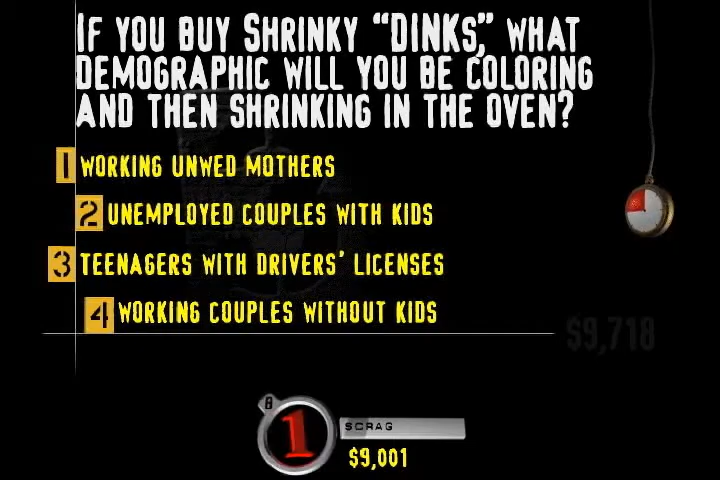 IF YOU BUY SHRINKY “DINKS,” WHAT
DEMOGRAPHIC WILL YOU BE COLORING
AND THEN SHRINKING IN THE OVEN?
1 WORKING UNWED MOTHERS
2 UNEMPLOYED COUPLES WITH KIDS
3 TEENAGERS WITH DRIVERS’ LICENSES
4 WORKING COUPLES WITHOUT KIDS
$9,718
1 SCRAG
$9,001